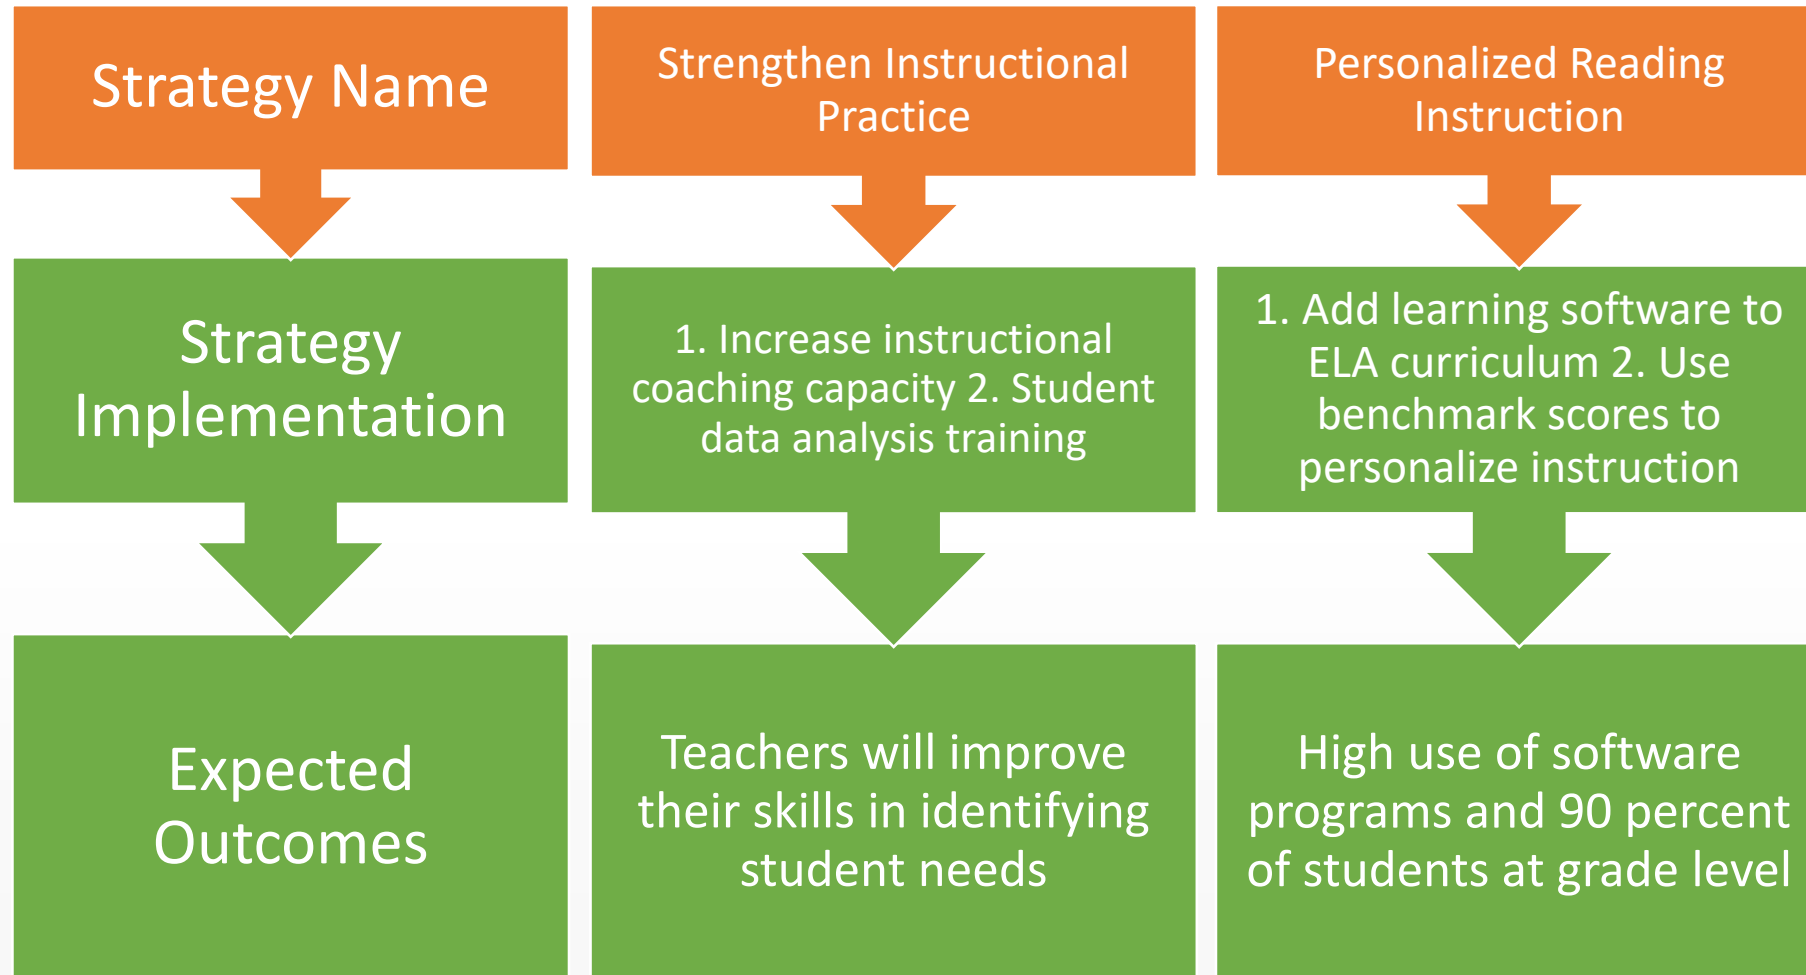 Strategy Name
Strategy
Implementation
Expected
Outcomes
Strengthen Instructional
Practice
1. Increase instructional
coaching capacity 2. Student
data analysis training
Teachers will improve
their skills in identifying
student needs
Personalized Reading
Instruction
1. Add learning software to
ELA curriculum 2. Use
benchmark scores to
personalize instruction
High use of software
programs and 90 percent
of students at grade level